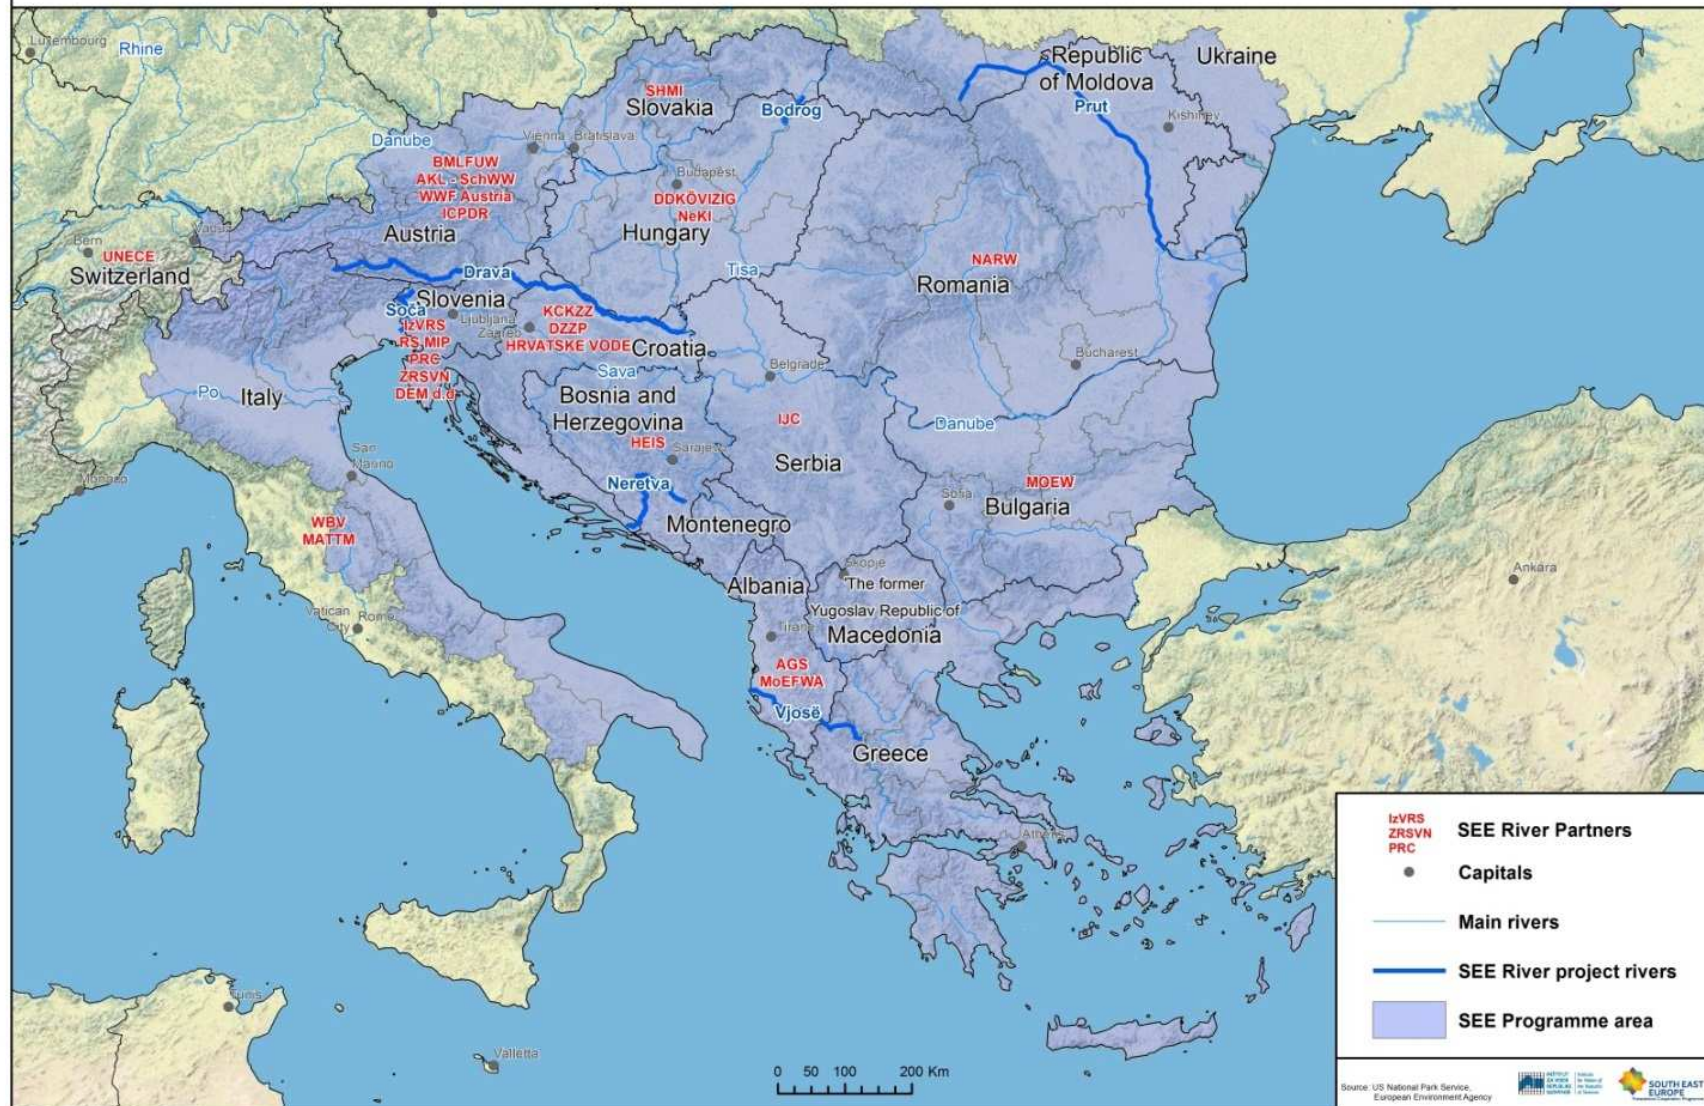 Luxembourg
Rhine
Republic
of Moldova
Ukraine
SHMI
Slovakia
Bodrog
Prut
Kishinev
Danube
Vienna
Bratislava
BMLFUW
AKL - SchWW
WWF Austria
ICPDR
Austria
Budapest
DDKÖVIZIG
NeKI
Hungary
Bern
Vaduz
UNECE
Switzerland
Drava
Tisa
NARW
Romania
Soča
Slovenia
Ljubljana
Zagreb
IzVRS
RS MIP
PRC
ZRSVN
DEM d.d
KCKZZ
DZZP
HRVATSKE VODE
Croatia
Bucharest
Belgrade
Sava
Po
Italy
Bosnia and
Herzegovina
HEIS
Sarajevo
IJC
Serbia
Danube
San
Marino
Monaco
Neretva
Montenegro
MOEW
Sofia
Bulgaria
WBV
MATTM
Albania
Skopje
The former
Yugoslav Republic of
Macedonia
Ankara
Vatican
City
Rome
Tirana
AGS
MoEFWA
Vjosë
Greece
Athens
Tunis
Valletta
0 50 100 200 Km
IzVRS
ZRSVN
PRC
SEE River Partners
Capitals
Main rivers
SEE River project rivers
SEE Programme area
Source: US National Park Service,
European Environment Agency
SOUTH EAST
EUROPE